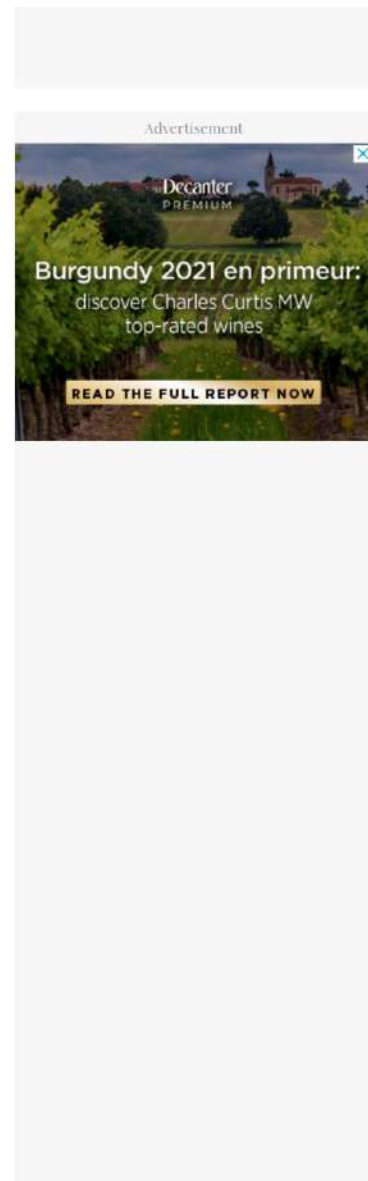 Advertisement
Decanter
PREMIUM
Burgundy 2021 en primeur:
discover Charles Curtis MW
top-rated wines
READ THE FULL REPORT NOW